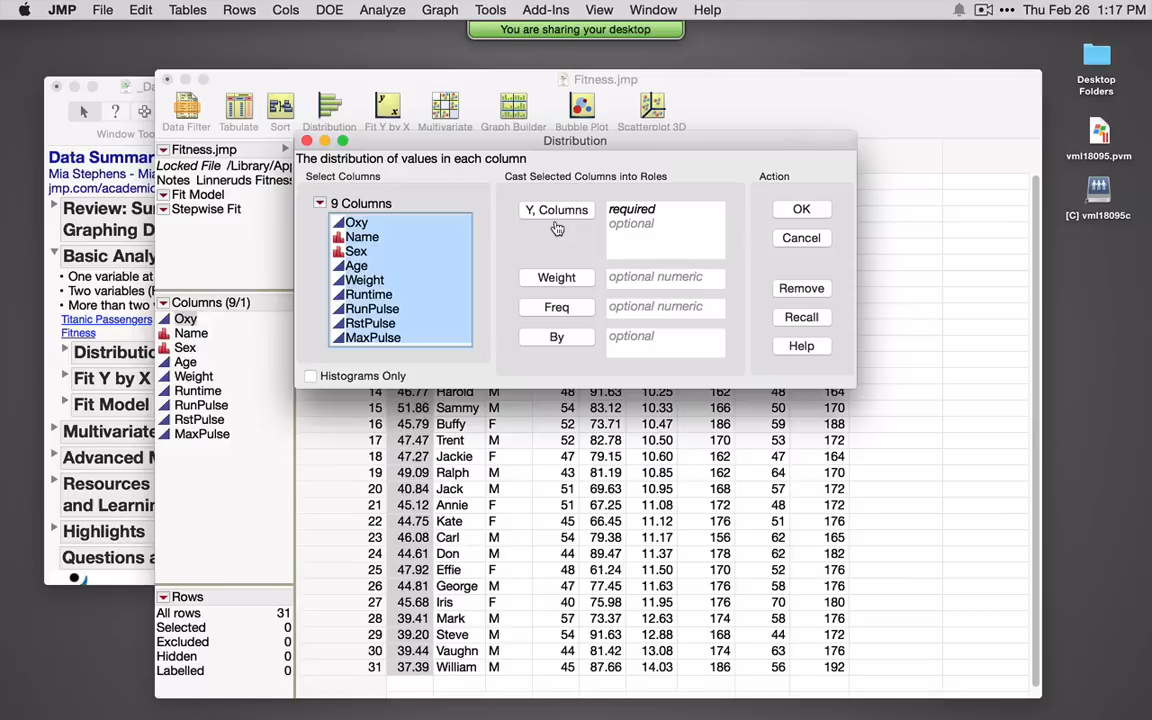 JMP File Edit Tables Rows Cols DOE Analyze Graph Tools Add-Ins View Window Help Thu Feb 26 1:17 PM
You are sharing your desktop
Desktop
Folders
vml18095.pvm
[C] vml18095c
Window Too
Data Summar
Mia Stephens - Mia
jmp.com/academic
Review: Su
Graphing D
Basic Analy
• One variable at
• Two variables (
• More than two
Titanic Passengers
Fitness
Distributio
Fit Y by X
Fit Model
Multivariate
Advanced M
Resources
and Learnin
Highlights
Questions a
Fitness.jmp
Data Filter Tabulate Sort Distribution Fit Y by X Multivariate Graph Builder Bubble Plot Scatterplot 3D
Fitness.jmp
Locked File /Library/App
Notes Linneruds Fitness
Fit Model
Stepwise Fit
Columns (9/1)
Oxy
Name
Sex
Age
Weight
Runtime
RunPulse
RstPulse
MaxPulse
Rows
All rows 31
Selected 0
Excluded 0
Hidden 0
Labelled 0
Distribution
The distribution of values in each column
Select Columns
9 Columns
Oxy
Name
Sex
Age
Weight
Runtime
RunPulse
RstPulse
MaxPulse
Histograms Only
Cast Selected Columns into Roles
Y, Columns required
optional
Weight optional numeric
Freq optional numeric
By optional
Action
OK
Cancel
Remove
Recall
Help
14 46.77 Harold M 48 91.63 10.25 162 48 164
15 51.86 Sammy M 54 83.12 10.33 166 50 170
16 45.79 Buffy F 52 73.71 10.47 186 59 188
17 47.47 Trent M 52 82.78 10.50 170 53 172
18 47.27 Jackie F 47 79.15 10.60 162 47 164
19 49.09 Ralph M 43 81.19 10.85 162 64 170
20 40.84 Jack M 51 69.63 10.95 168 57 172
21 45.12 Annie F 51 67.25 11.08 172 48 172
22 44.75 Kate F 45 66.45 11.12 176 51 176
23 46.08 Carl M 54 79.38 11.17 156 62 165
24 44.61 Don M 44 89.47 11.37 178 62 182
25 47.92 Effie F 48 61.24 11.50 170 52 176
26 44.81 George M 47 77.45 11.63 176 58 176
27 45.68 Iris F 40 75.98 11.95 176 70 180
28 39.41 Mark M 57 73.37 12.63 174 58 176
29 39.20 Steve M 54 91.63 12.88 168 44 172
30 39.44 Vaughn M 44 81.42 13.08 174 63 176
31 37.39 William M 45 87.66 14.03 186 56 192